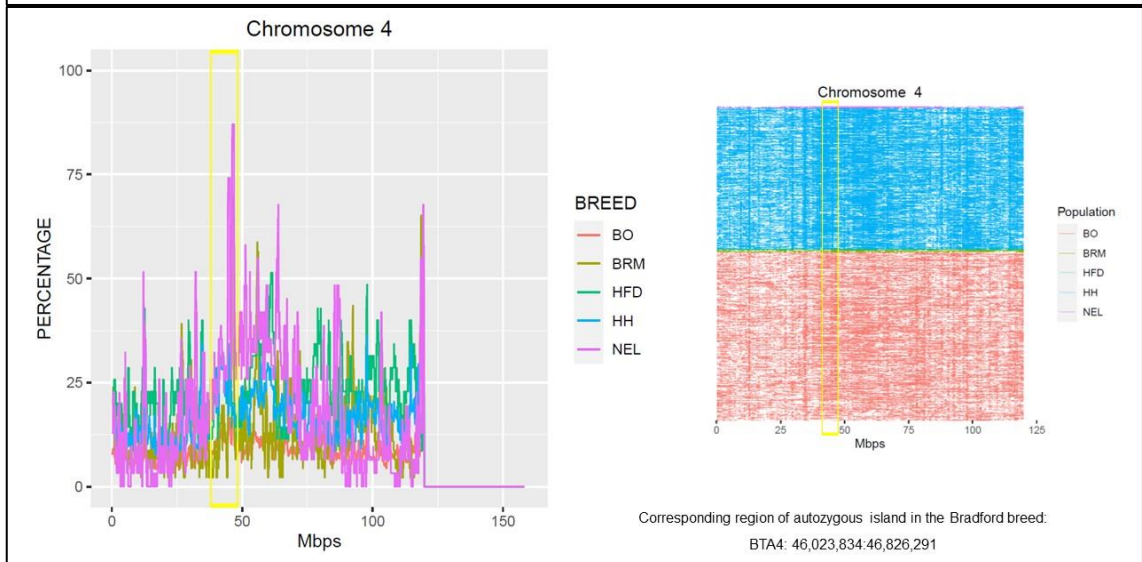 Chromosome 4
100
75
50
25
0
PERCENTAGE
0 50 100 150
Mbps
BREED
BO
BRM
HFD
HH
NEL
Chromosome 4
0 25 50 75 100 125
Mbps
Population
BO
BRM
HFD
HH
NEL
Corresponding region of autozygous island in the Bradford breed:
BTA4: 46,023,834:46,826,291